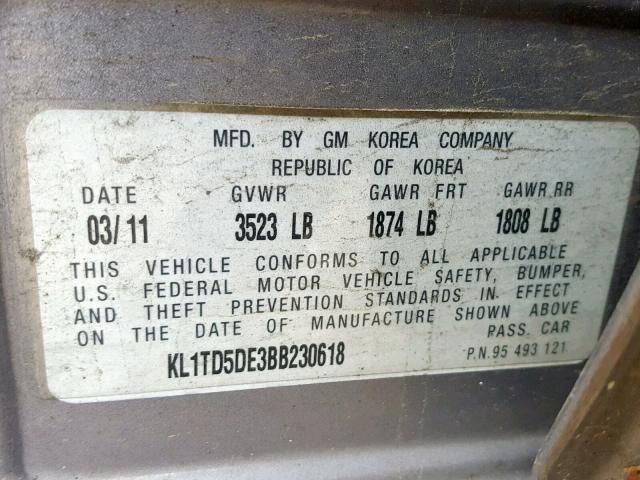 MFD. BY GM KOREA COMPANY
REPUBLIC OF KOREA
DATE GVWR GAWR FRT GAWR RR
03/11 3523 LB 1874 LB 1808 LB
THIS VEHICLE CONFORMS TO ALL APPLICABLE
U.S. FEDERAL MOTOR VEHICLE SAFETY, BUMPER,
AND THEFT PREVENTION STANDARDS IN EFFECT
ON THE DATE OF MANUFACTURE SHOWN ABOVE
PASS. CAR
KL1TD5DE3BB230618 P.N.95 493 121